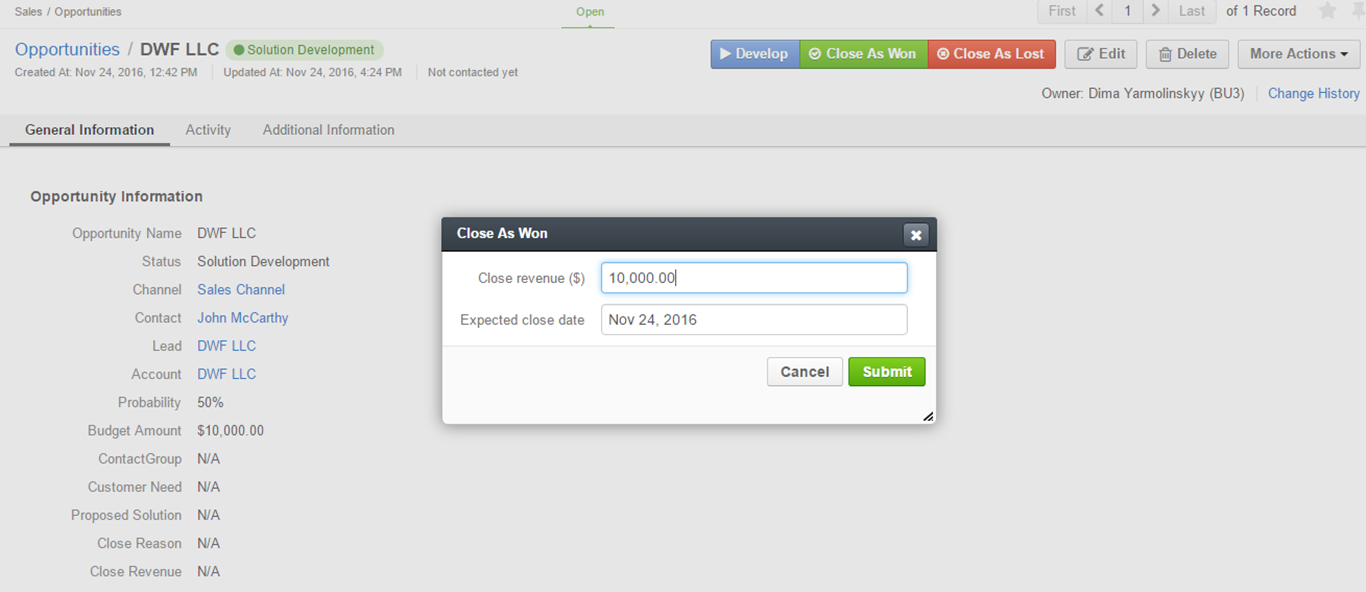 Sales / Opportunities
Open
First 1 Last of 1 Record
Opportunities / DWF LLC Solution Development
Develop Close As Won Close As Lost Edit Delete More Actions
Created At: Nov 24, 2016, 12:42 PM Updated At: Nov 24, 2016, 4:24 PM Not contacted yet
Owner: Dima Yarmolinskyy (BU3) Change History
General Information Activity Additional Information
Opportunity Information
Opportunity Name DWF LLC
Status Solution Development
Channel Sales Channel
Contact John McCarthy
Lead DWF LLC
Account DWF LLC
Probability 50%
Budget Amount $10,000.00
ContactGroup N/A
Customer Need N/A
Proposed Solution N/A
Close Reason N/A
Close Revenue N/A
Close As Won
Close revenue ($) 10,000.00
Expected close date Nov 24, 2016
Cancel Submit